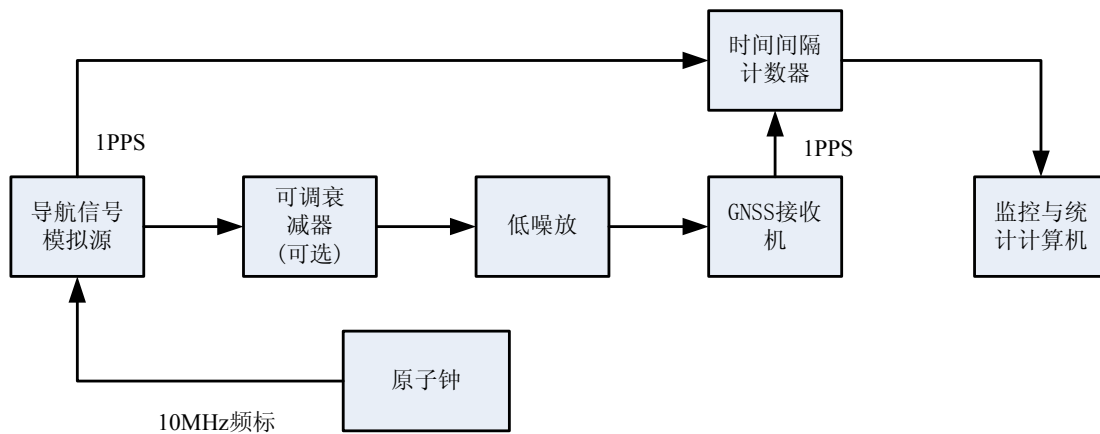 时间间隔
计数器
1PPS
1PPS
导航信号
模拟源
可调衰
减器
(可选)
低噪放
GNSS接收
机
监控与统
计计算机
原子钟
10MHz频标